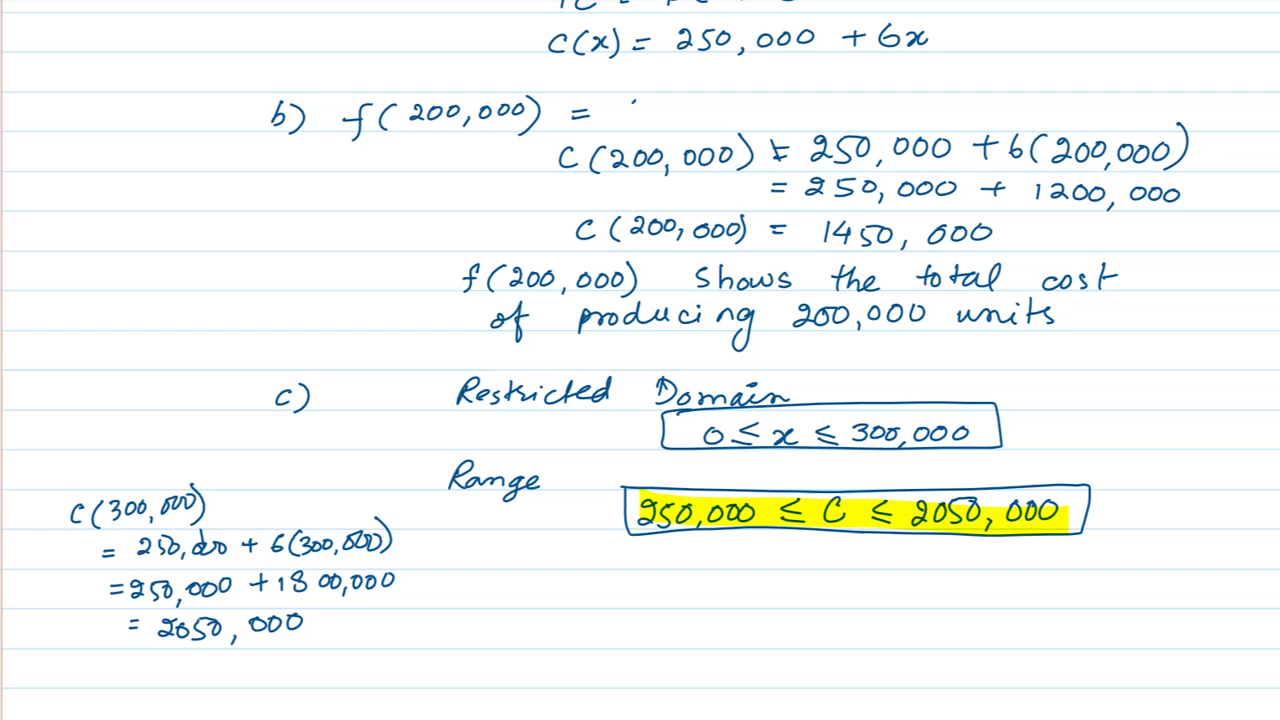 C(x) = 250,000 + 6x
b) f(200,000) =
C(200,000) = 250,000 + 6(200,000)
= 250,000 + 1200,000
C(200,000) = 1450,000
f(200,000) shows the total cost
of producing 200,000 units
c) Restricted Domain
0 ≤ x ≤ 300,000
Range
250,000 ≤ C ≤ 2050,000
C(300,000)
= 250,000 + 6(300,000)
= 250,000 + 1800,000
= 2050,000